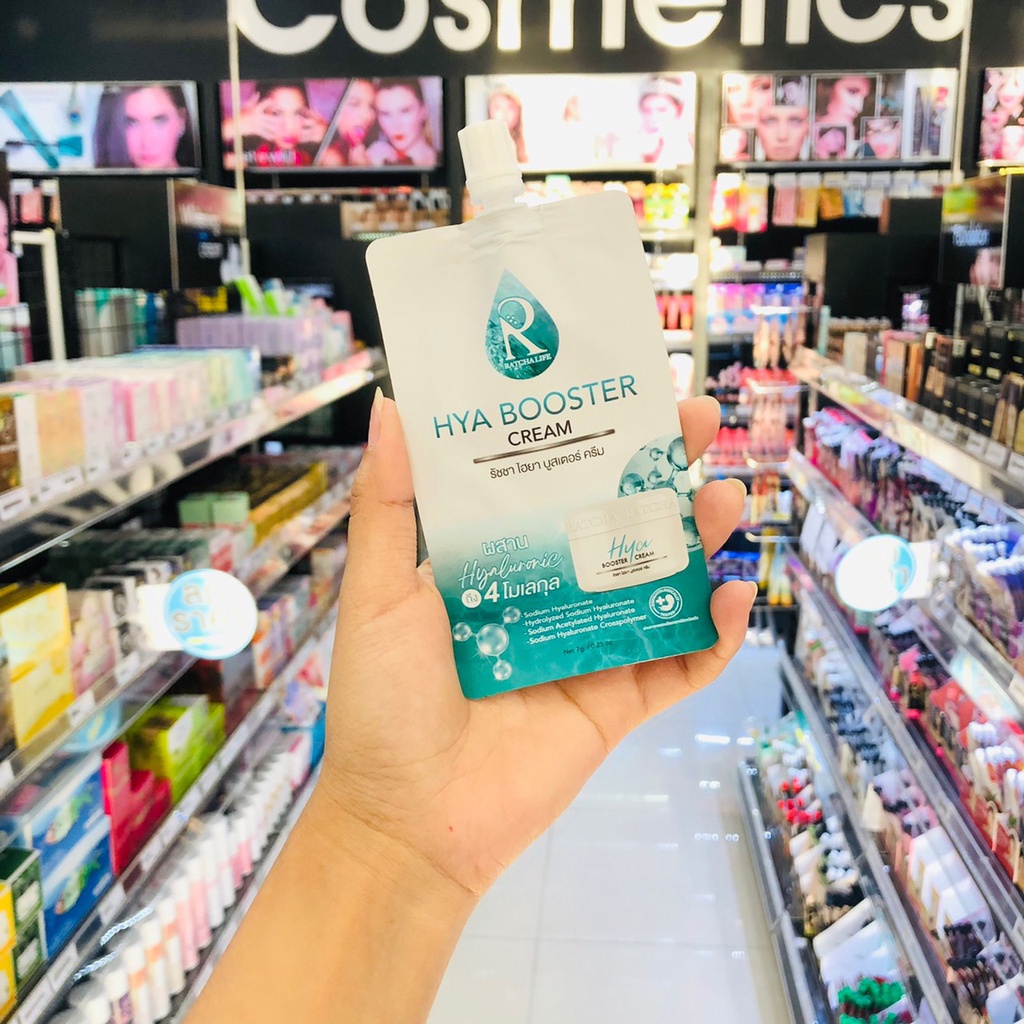 Cosmetics
R
RATCHALIFE
HYA BOOSTER
CREAM
รัชชา ไฮยา บูสเตอร์ ครีม
ผสาน
Hyaluronic
ถึง 4 โมเลกุล
Hya
BOOSTER CREAM
- Sodium Hyaluronate
- Hydrolyzed Sodium Hyaluronate
- Sodium Acetylated Hyaluronate
- Sodium Hyaluronate Crosspolymer